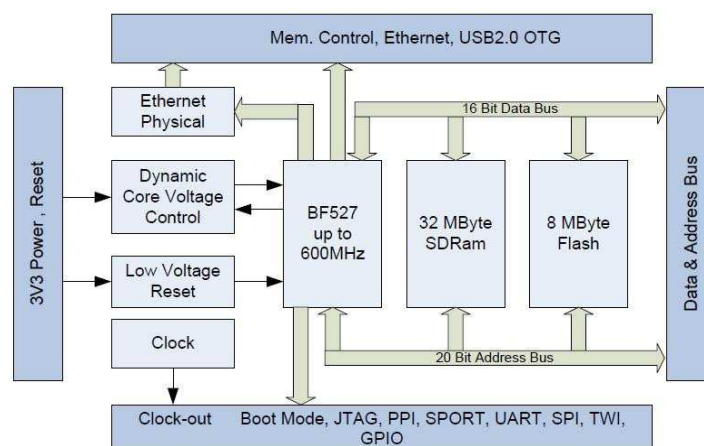 Mem. Control, Ethernet, USB2.0 OTG
3V3 Power , Reset
Ethernet
Physical
16 Bit Data Bus
Dynamic
Core Voltage
Control
BF527
up to
600MHz
32 MByte
SDRam
8 MByte
Flash
Data & Address Bus
Low Voltage
Reset
Clock
20 Bit Address Bus
Clock-out
Boot Mode, JTAG, PPI, SPORT, UART, SPI, TWI,
GPIO